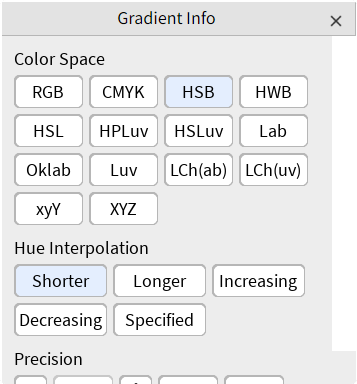 Gradient Info ×
Color Space
RGB CMYK HSB HWB
HSL HPLuv HSLuv Lab
Oklab Luv LCh(ab) LCh(uv)
xyY XYZ
Hue Interpolation
Shorter Longer Increasing
Decreasing Specified
Precision